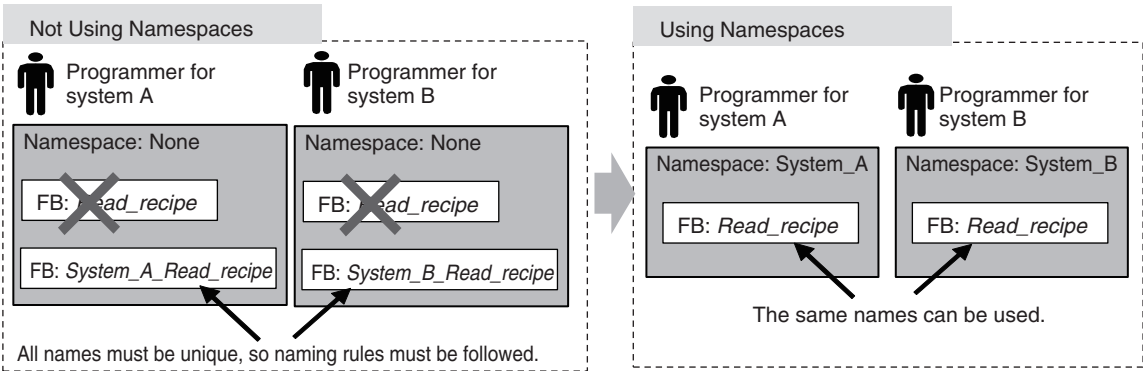 Not Using Namespaces
Programmer for
system A
Programmer for
system B
Namespace: None
Namespace: None
FB: Read_recipe
FB: Read_recipe
FB: System_A_Read_recipe
FB: System_B_Read_recipe
All names must be unique, so naming rules must be followed.
Using Namespaces
Programmer for
system A
Programmer for
system B
Namespace: System_A
Namespace: System_B
FB: Read_recipe
FB: Read_recipe
The same names can be used.